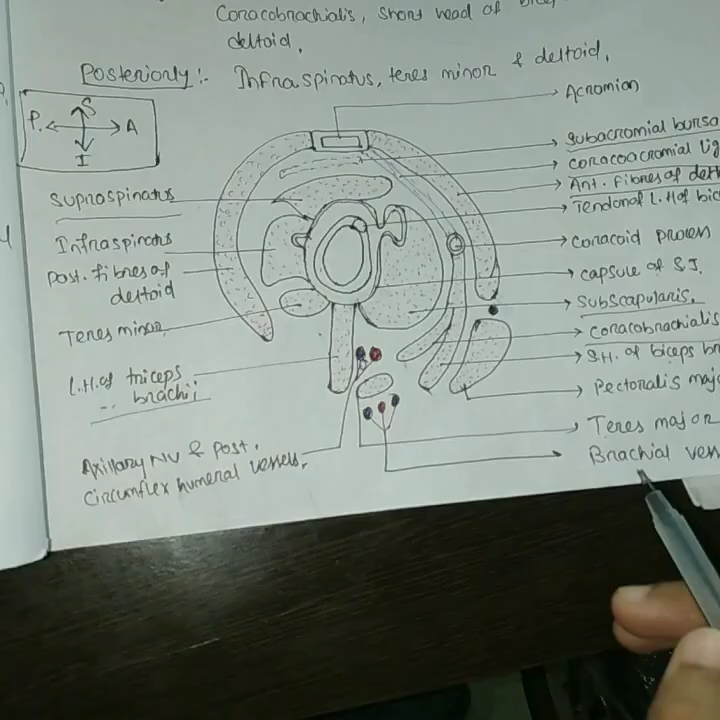 Coracobrachialis, Short head of
deltoid.
Posteriorly:- Infraspinatus, teres minor & deltoid.
S
P. A
I
Acromion
Subacromial bursa
Coracoacromial lig
Ant. Fibres of delt
Tendon of L.H of bic
Coracoid process
Capsule of S.J.
Subscapularis.
Coracobrachialis
S.H. of biceps br
Pectoralis maj
Teres major
Brachial ves
Supraspinatus
Infraspinatus
Post. fibres of
deltoid
Teres minor
L.H. of triceps
brachii
Axillary NV & Post.
Circumflex humeral vessels.